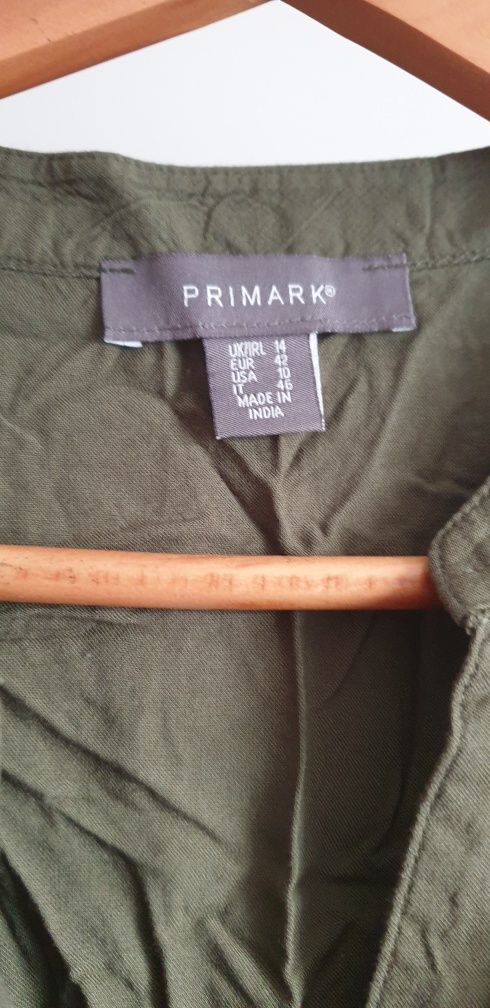 PRIMARK®
UK/IRL 14
EUR 42
USA 10
IT 46
MADE IN
INDIA